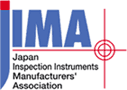 JIMA
Japan
Inspection Instruments
Manufacturers'
Association